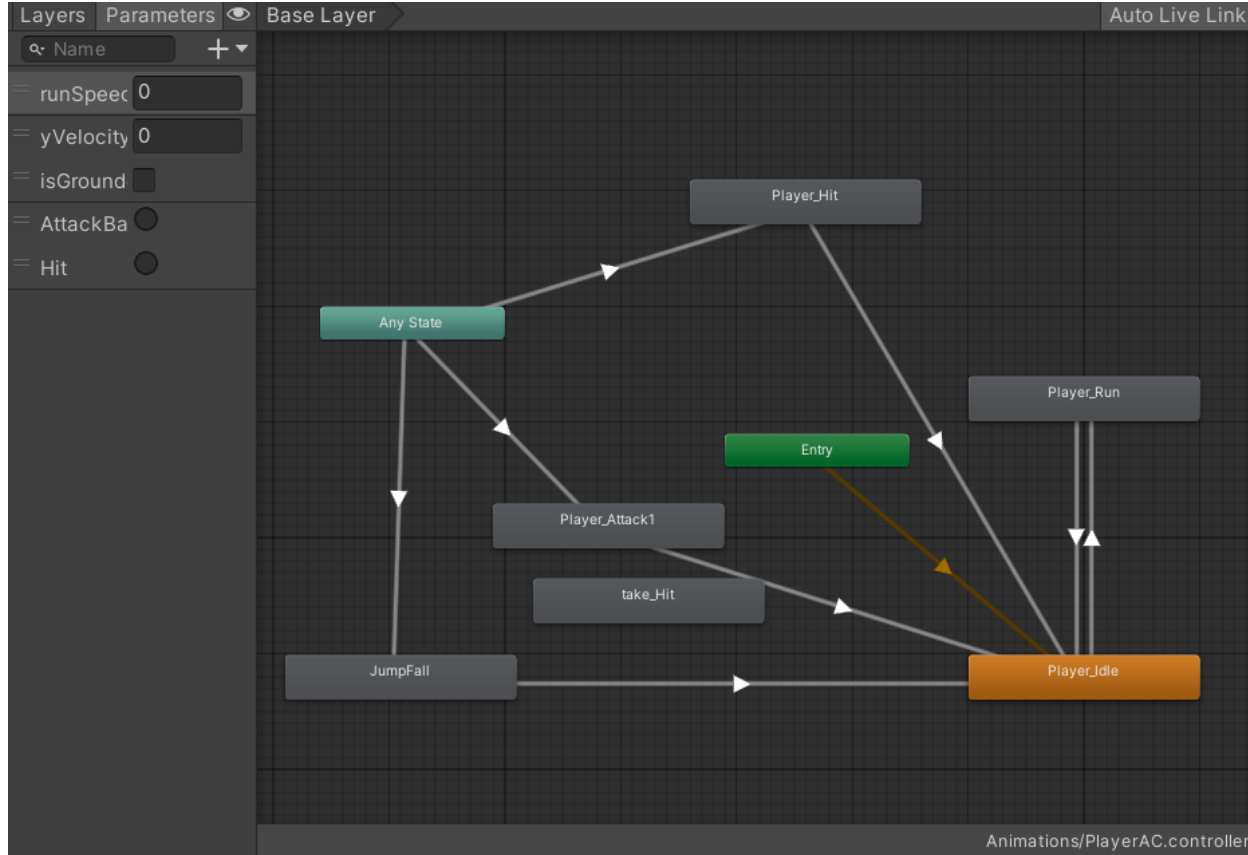 Layers Parameters Base Layer Auto Live Link
Name
runSpeed 0
yVelocity 0
isGround
AttackBa
Hit
Player_Hit
Any State
Player_Run
Entry
Player_Attack1
take_Hit
JumpFall
Player_Idle
Animations/PlayerAC.controller